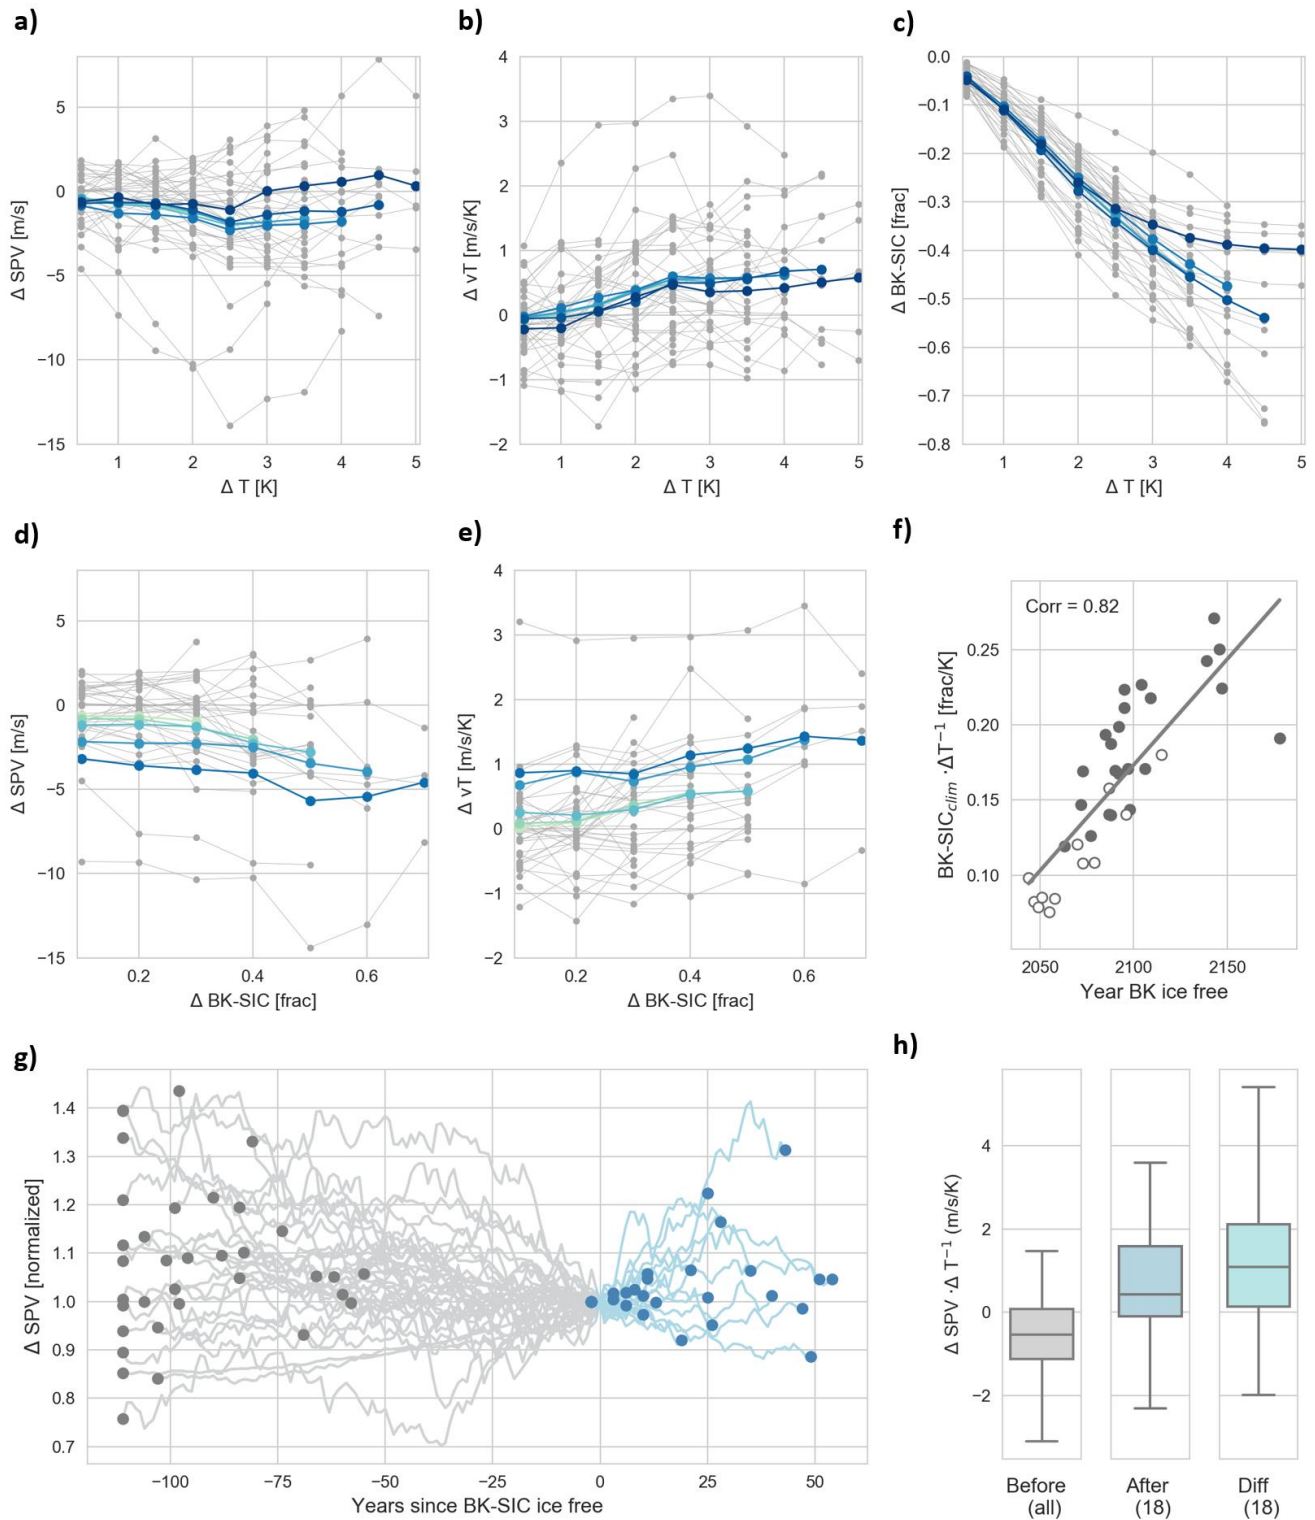 a)
5
0
−5
−10
−15
Δ SPV [m/s]
1 2 3 4 5
Δ T [K]
b)
4
3
2
1
0
−1
−2
Δ vT [m/s/K]
1 2 3 4 5
Δ T [K]
c)
0.0
−0.1
−0.2
−0.3
−0.4
−0.5
−0.6
−0.7
−0.8
Δ BK-SIC [frac]
1 2 3 4 5
Δ T [K]
d)
5
0
−5
−10
−15
Δ SPV [m/s]
0.2 0.4 0.6
Δ BK-SIC [frac]
e)
4
3
2
1
0
−1
−2
Δ vT [m/s/K]
0.2 0.4 0.6
Δ BK-SIC [frac]
f)
Corr = 0.82
0.25
0.20
0.15
0.10
BK-SIC_clim ·ΔT⁻¹ [frac/K]
2050 2100 2150
Year BK ice free
g)
1.4
1.3
1.2
1.1
1.0
0.9
0.8
0.7
Δ SPV [normalized]
−100 −75 −50 −25 0 25 50
Years since BK-SIC ice free
h)
4
2
0
−2
Δ SPV ·Δ T⁻¹ (m/s/K)
Before After Diff
(all) (18) (18)